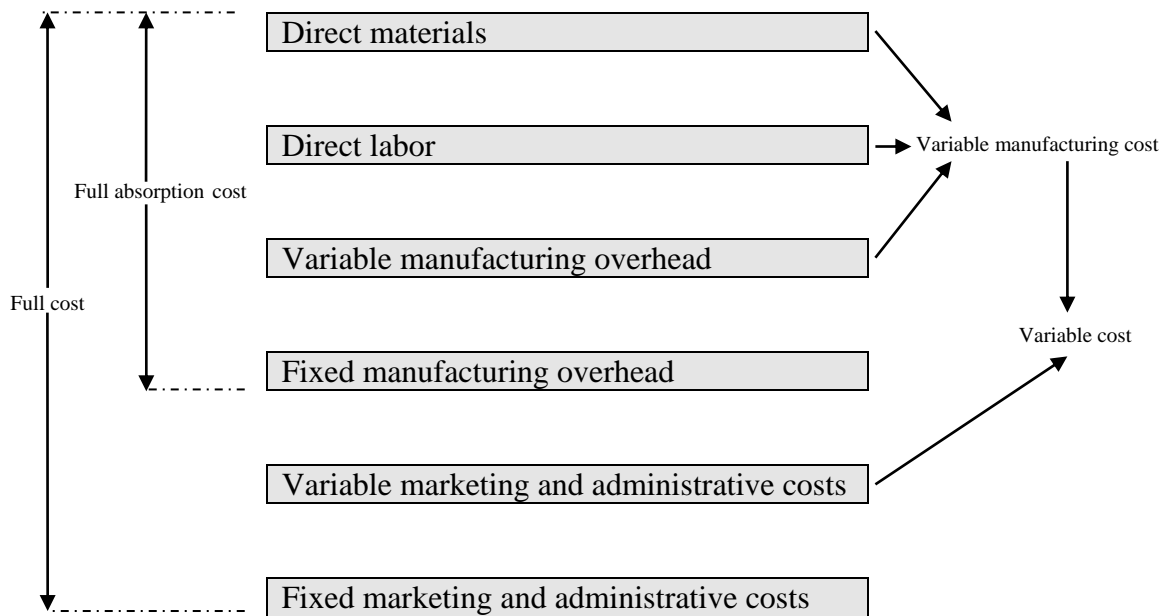 Direct materials
Direct labor
Variable manufacturing cost
Full absorption cost
Variable manufacturing overhead
Full cost
Variable cost
Fixed manufacturing overhead
Variable marketing and administrative costs
Fixed marketing and administrative costs